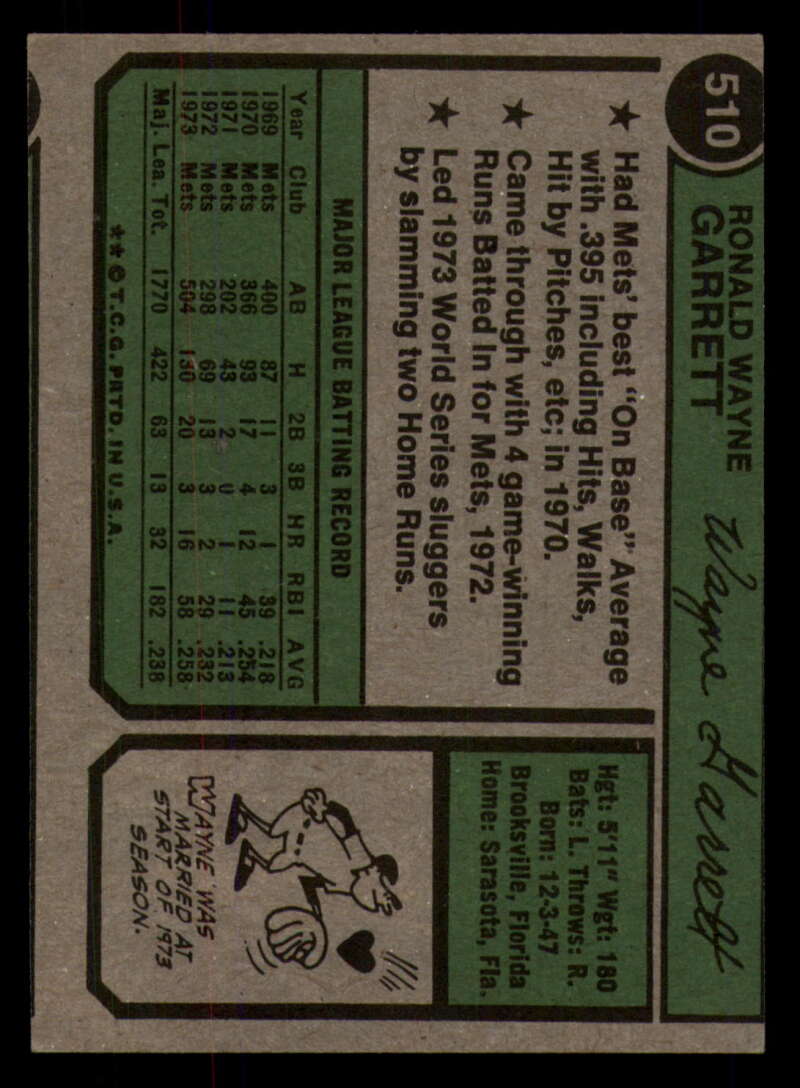 510
RONALD WAYNE
GARRETT
Wayne Garrett
★ Had Mets' best "On Base" Average
with .395 including Hits, Walks,
Hit by Pitches, etc; in 1970.
★ Came through with 4 game-winning
Runs Batted In for Mets, 1972.
★ Led 1973 World Series sluggers
by slamming two Home Runs.
MAJOR LEAGUE BATTING RECORD
Year Club AB H 2B 3B HR RBI AVG
1969 Mets 400 87 11 3 1 39 .218
1970 Mets 366 93 17 4 12 45 .254
1971 Mets 202 43 2 0 1 11 .213
1972 Mets 298 69 13 3 2 29 .232
1973 Mets 504 130 20 3 16 58 .258
Maj. Lea. Tot. 1770 422 63 13 32 182 .238
★★ © T.C.G. PRTD. IN U.S.A.
Hgt: 5'11" Wgt: 180
Bats: L. Throws: R.
Born: 12-3-47
Brooksville, Florida
Home: Sarasota, Fla.
WAYNE WAS
MARRIED AT
START OF 1973
SEASON.